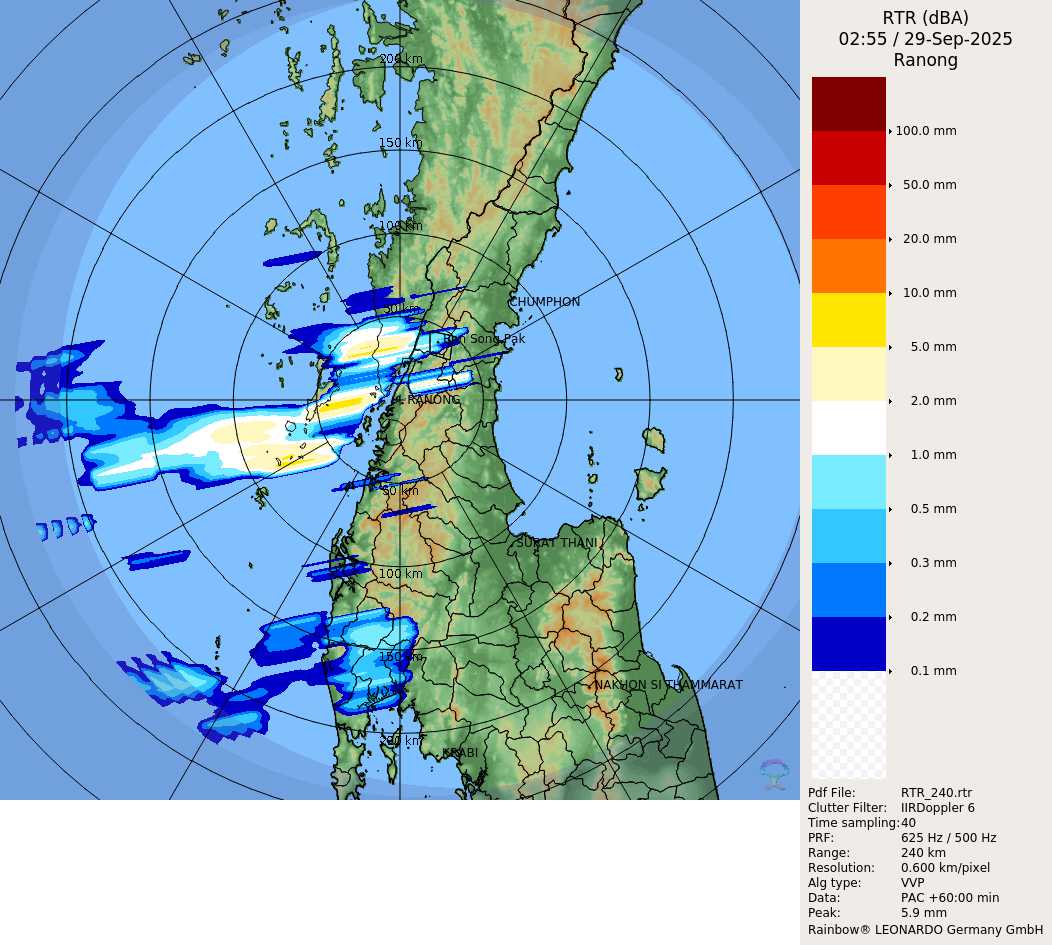 RTR (dBA)
02:55 / 29-Sep-2025
Ranong
100.0 mm
50.0 mm
20.0 mm
10.0 mm
5.0 mm
2.0 mm
1.0 mm
0.5 mm
0.3 mm
0.2 mm
0.1 mm
200 km
150 km
100 km
CHUMPHON
50 km
Ban Song Pak
RANONG
50 km
SURAT THANI
100 km
150 km
NAKHON SI THAMMARAT
200 km
KRABI
Pdf File: RTR_240.rtr
Clutter Filter: IIRDoppler 6
Time sampling:40
PRF: 625 Hz / 500 Hz
Range: 240 km
Resolution: 0.600 km/pixel
Alg type: VVP
Data: PAC +60:00 min
Peak: 5.9 mm
Rainbow® LEONARDO Germany GmbH